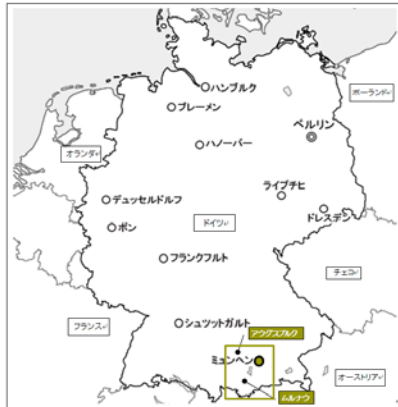 ハンブルク
ブレーメン
ポーランド
ベルリン
ハノーバー
オランダ
ライプチヒ
デュッセルドルフ
ドレスデン
ドイツ
ボン
フランクフルト
チェコ
フランス
シュツットガルト
アウグスブルク
ミュンヘン
オーストリア
ムルナウ